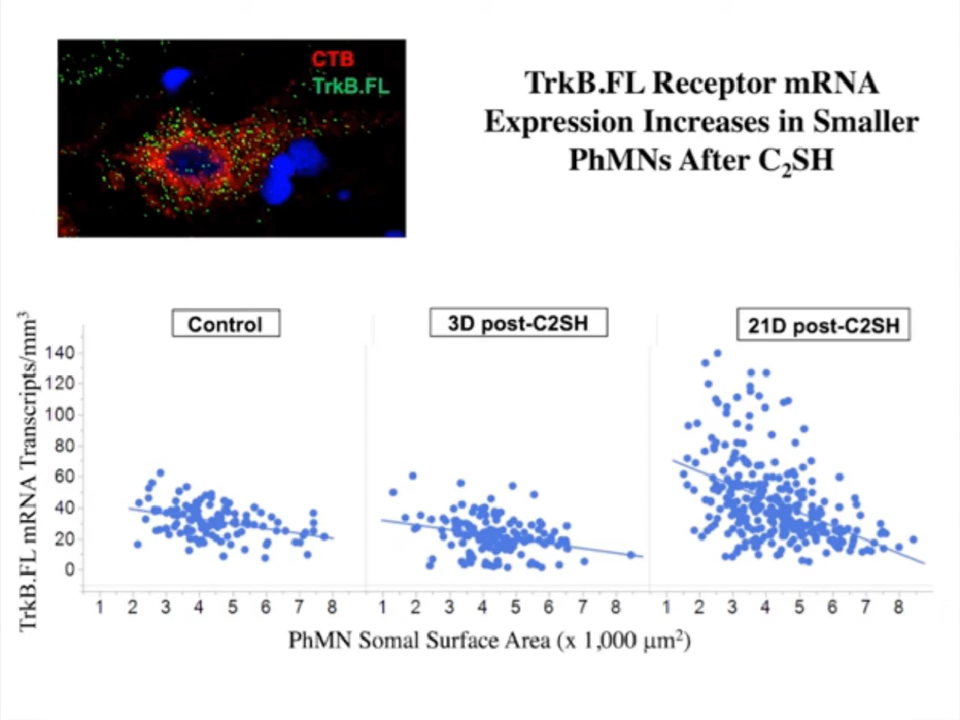 CTB
TrkB.FL
TrkB.FL Receptor mRNA
Expression Increases in Smaller
PhMNs After C₂SH
Control
3D post-C2SH
21D post-C2SH
TrkB.FL mRNA Transcripts/mm³
140
120
100
80
60
40
20
0
1 2 3 4 5 6 7 8
1 2 3 4 5 6 7 8
1 2 3 4 5 6 7 8
PhMN Somal Surface Area (x 1,000 µm²)